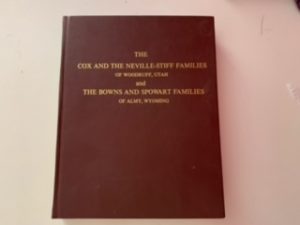 THE
COX AND THE NEVILLE-STIFF FAMILIES
OF WOODRUFF, UTAH
and
THE BOWNS AND SPOWART FAMILIES
OF ALMY, WYOMING